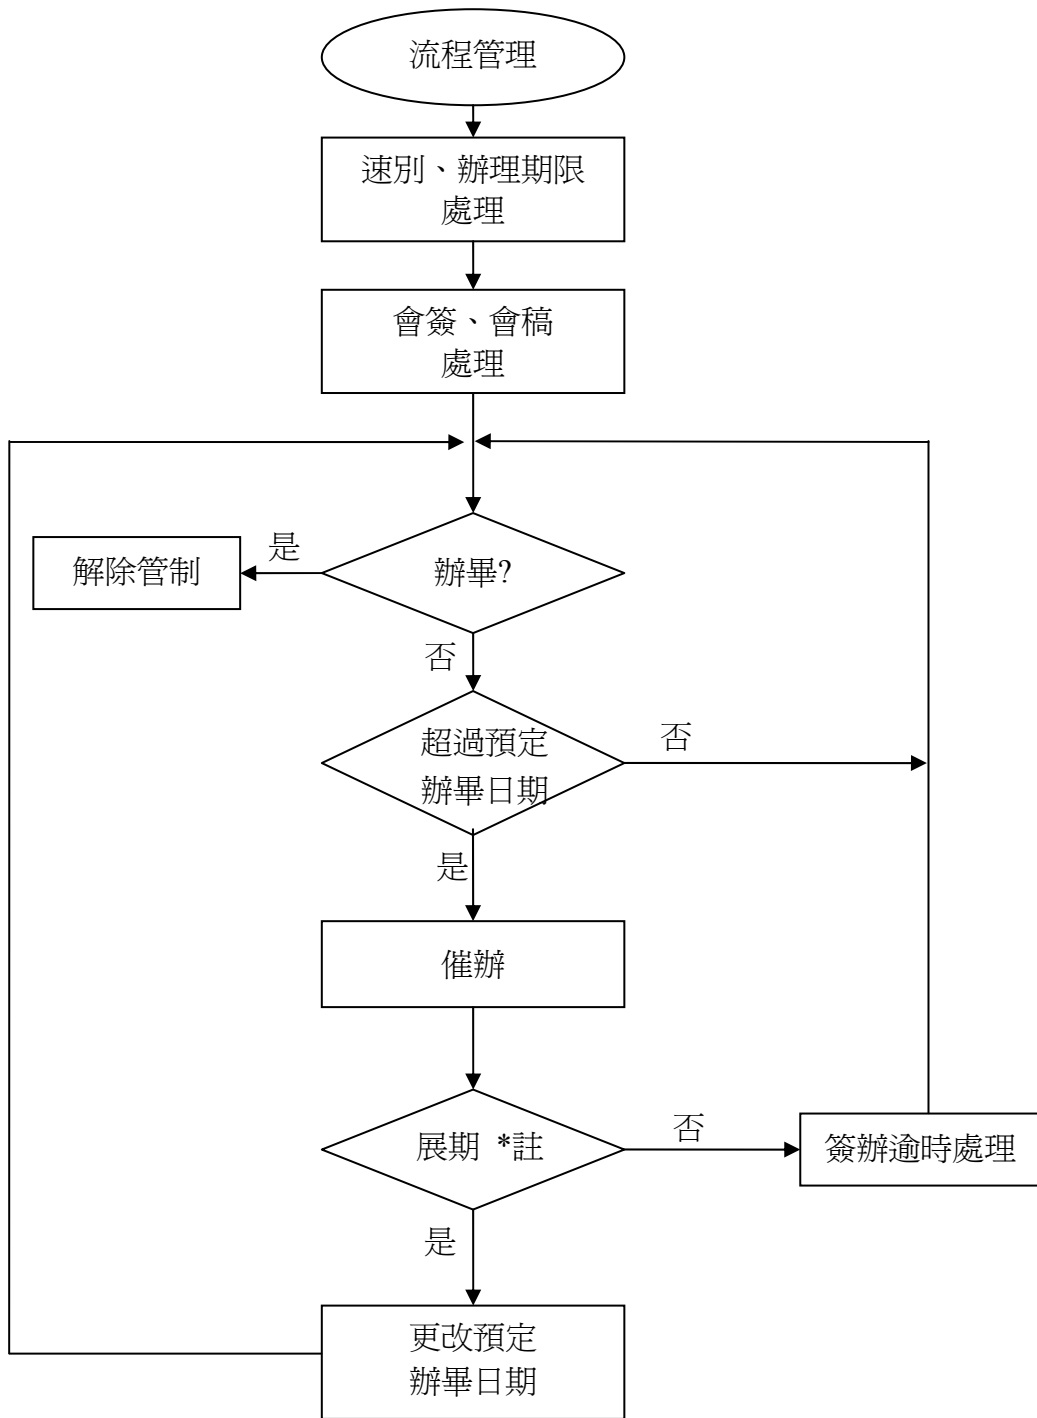 流程管理
速別、辦理期限
處理
會簽、會稿
處理
是
解除管制
辦畢?
否
超過預定
辦畢日期
否
是
催辦
展期 *註
否
簽辦逾時處理
是
更改預定
辦畢日期